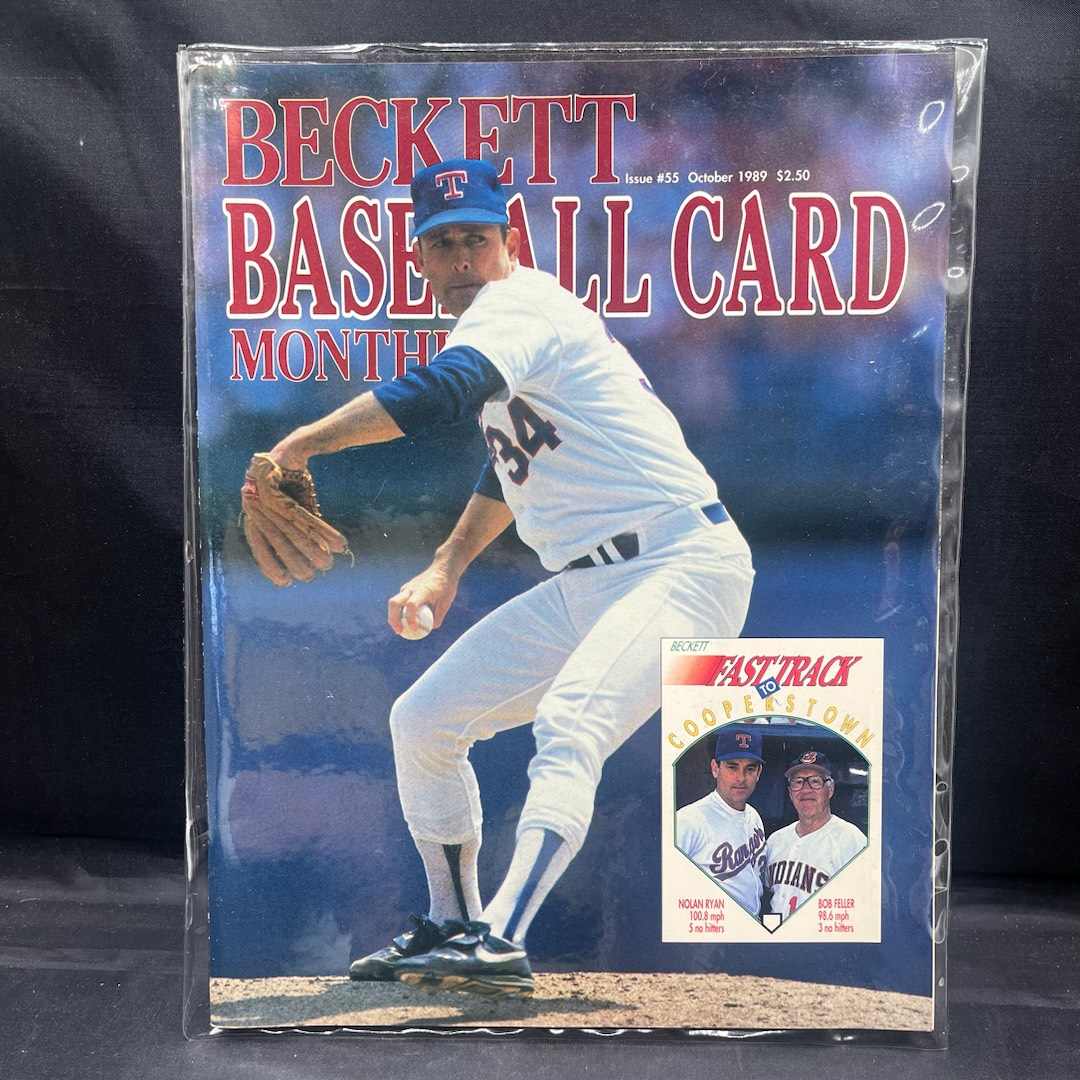 BECKETT
Issue #55 October 1989 $2.50
BASEBALL CARD
MONTHLY
T
34
BECKETT
FAST TRACK
TO
COOPERSTOWN
T
Rangers
INDIANS
1
NOLAN RYAN
100.8 mph
5 no hitters
BOB FELLER
98.6 mph
3 no hitters